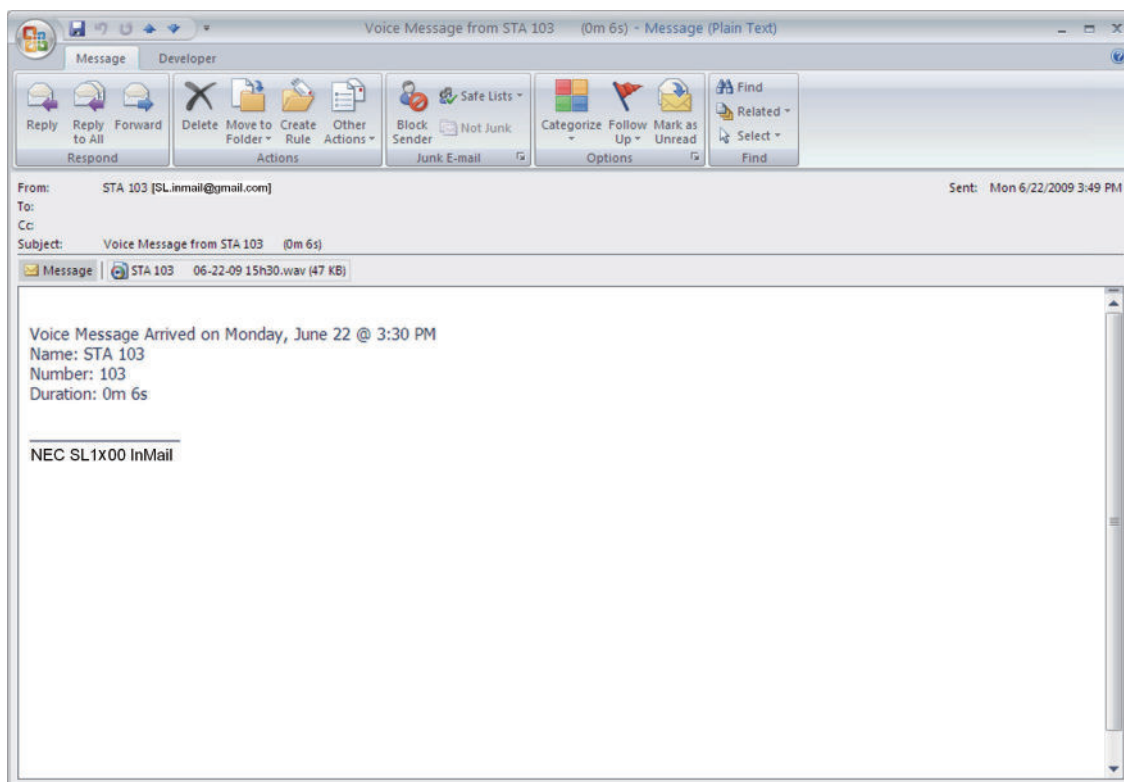 Voice Message from STA 103 (0m 6s) - Message (Plain Text)
Message Developer
Reply
Reply to All
Forward
Respond
Delete
Move to Folder
Create Rule
Other Actions
Actions
Block Sender
Safe Lists
Not Junk
Junk E-mail
Categorize
Follow Up
Mark as Unread
Options
Find
Related
Select
Find
From: STA 103 [SL.inmail@gmail.com] Sent: Mon 6/22/2009 3:49 PM
To:
Cc:
Subject: Voice Message from STA 103 (0m 6s)
Message STA 103 06-22-09 15h30.wav (47 KB)
Voice Message Arrived on Monday, June 22 @ 3:30 PM
Name: STA 103
Number: 103
Duration: 0m 6s
NEC SL1X00 InMail